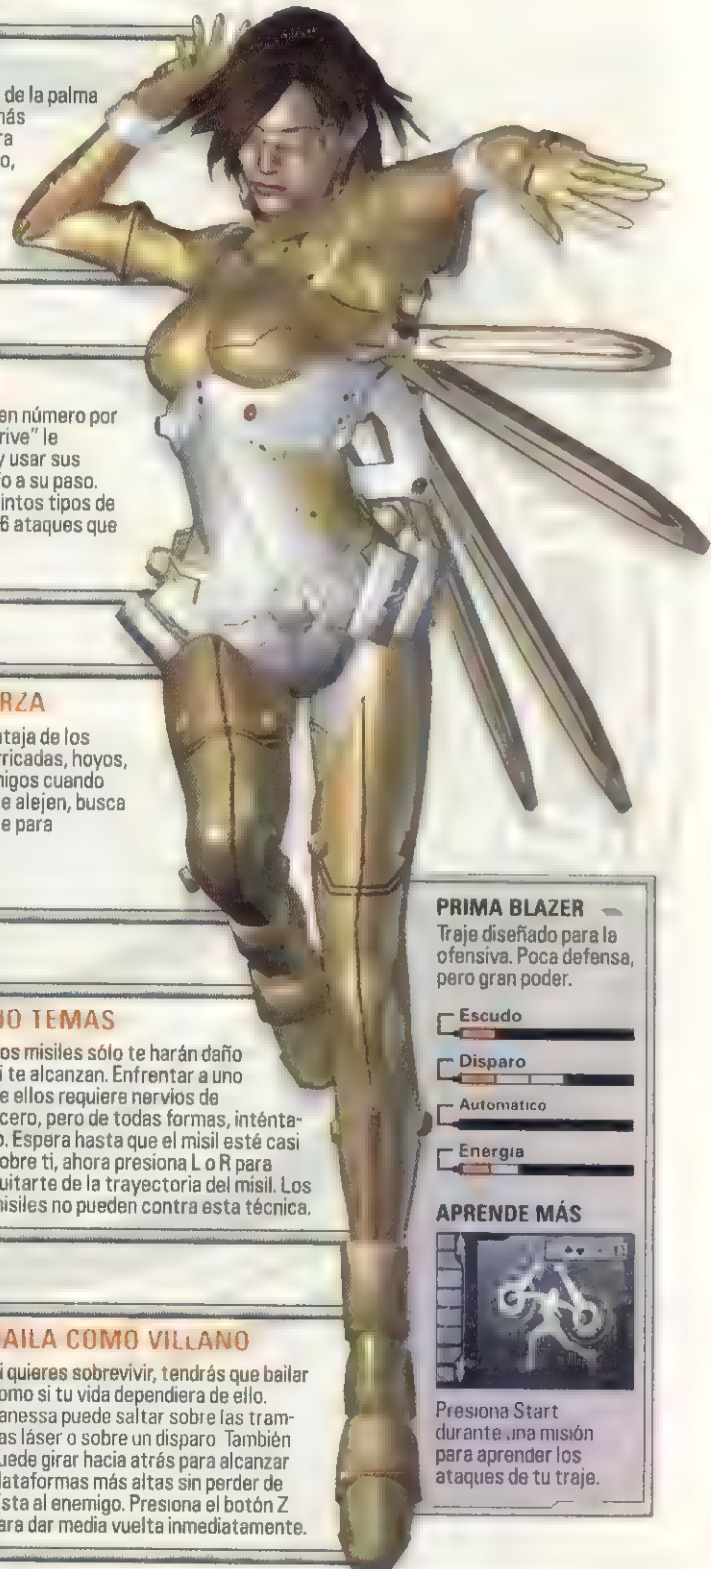 de la palma
más
ra
o,
en número por
rive" le
y usar sus
o a su paso.
intos tipos de
6 ataques que
RZA
taja de los
rricadas, hoyos,
migos cuando
e alejen, busca
e para
NO TEMAS
os misiles sólo te harán daño
i te alcanzan. Enfrentar a uno
e ellos requiere nervios de
cero, pero de todas formas, inténta-
o. Espera hasta que el misil esté casi
obre ti, ahora presiona L o R para
uitarte de la trayectoria del misil. Los
nisiles no pueden contra esta técnica.
AILA COMO VILLANO
i quieres sobrevivir, tendrás que bailar
omo si tu vida dependiera de ello.
anessa puede saltar sobre las tram-
as láser o sobre un disparo También
uede girar hacia atrás para alcanzar
lataformas más altas sin perder de
ista al enemigo. Presiona el botón Z
ara dar media vuelta inmediatamente.
PRIMA BLAZER
Traje diseñado para la
ofensiva. Poca defensa,
pero gran poder.
Escudo
Disparo
Automático
Energía
APRENDE MÁS
Presiona Start
durante una misión
para aprender los
ataques de tu traje.